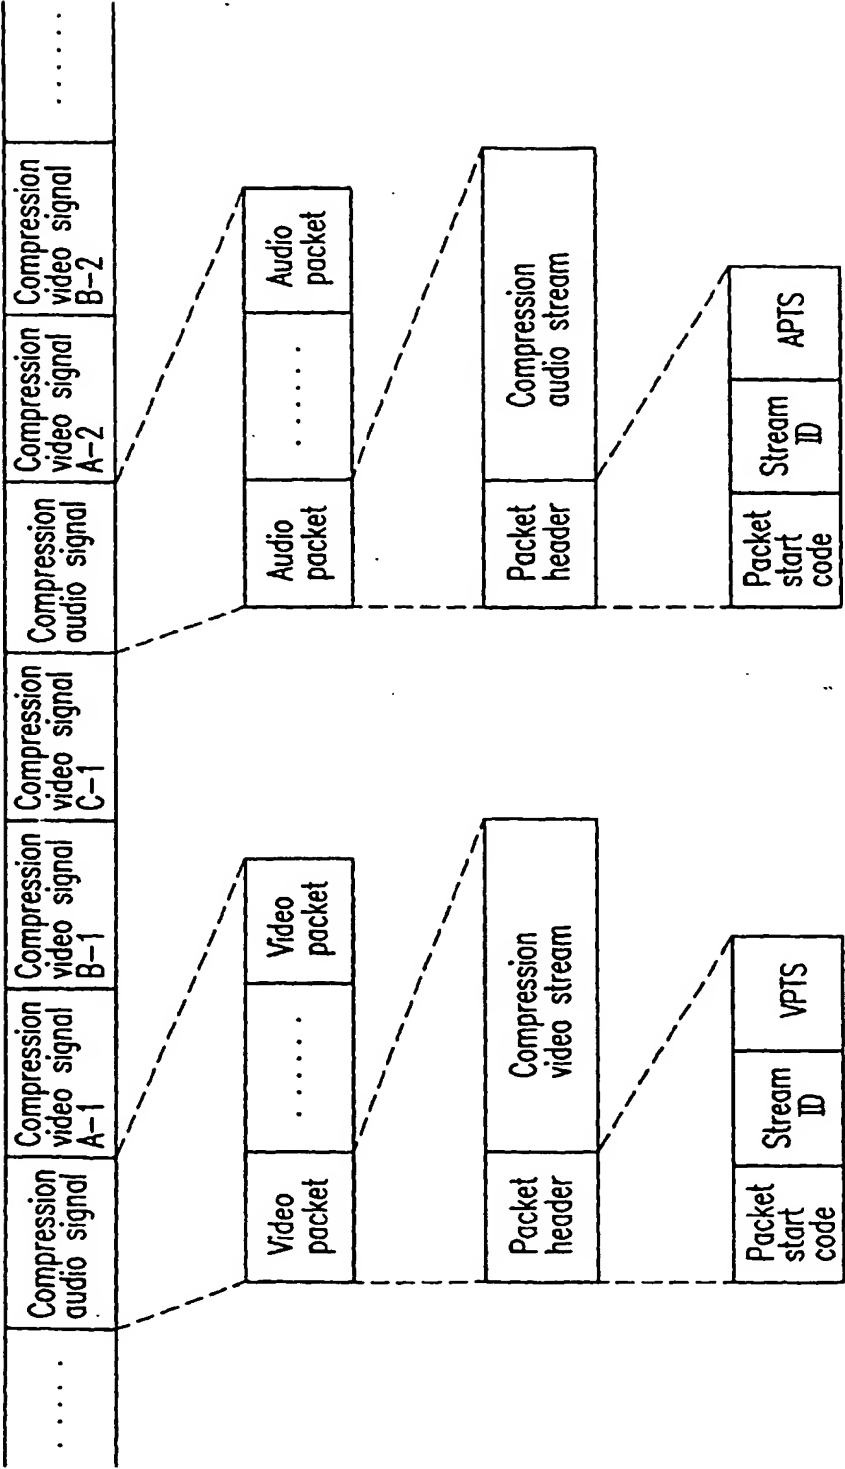 . . . . .
Compression
audio signal
Compression
video signal
A-1
Compression
video signal
B-1
Compression
video signal
C-1
Compression
audio signal
Compression
video signal
A-2
Compression
video signal
B-2
. . . . . .
Video
packet
. . . . . .
Video
packet
Audio
packet
. . . . . .
Audio
packet
Packet
header
Compression
video stream
Packet
header
Compression
audio stream
Packet
start
code
Stream
ID
VPTS
Packet
start
code
Stream
ID
APTS